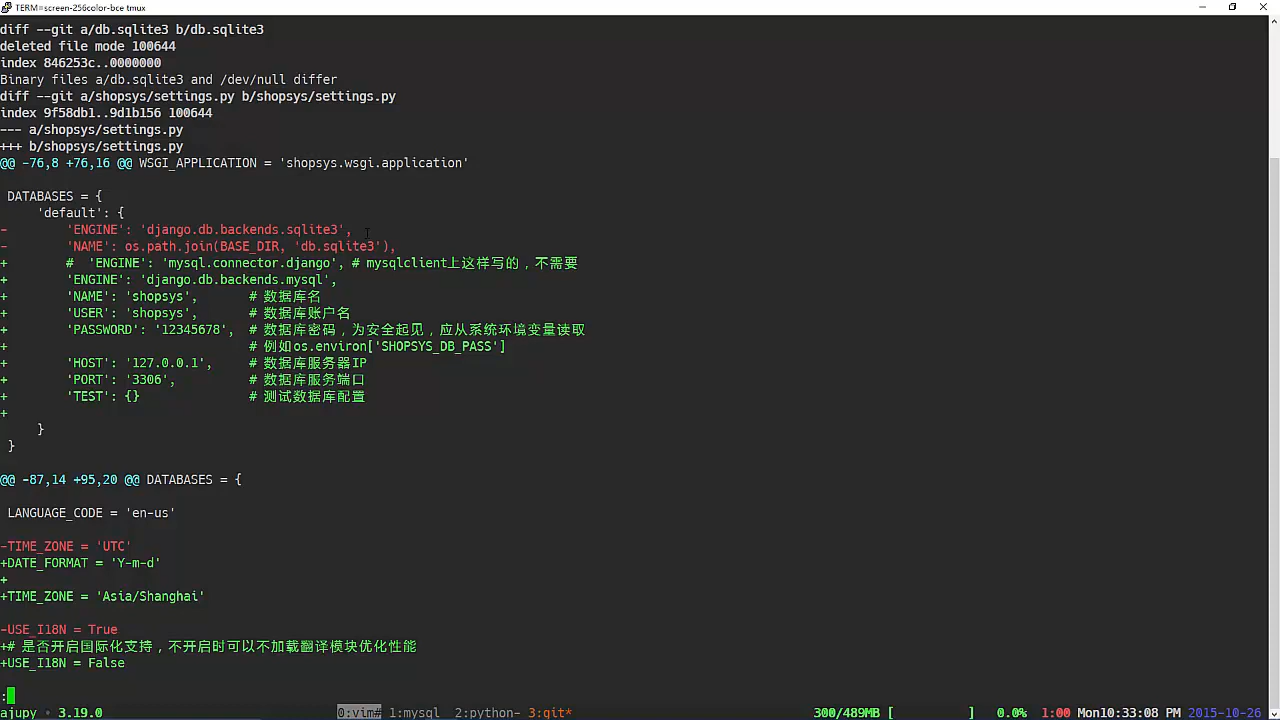 TERM=screen-256color-bce tmux
diff --git a/db.sqlite3 b/db.sqlite3
deleted file mode 100644
index 846253c..0000000
Binary files a/db.sqlite3 and /dev/null differ
diff --git a/shopsys/settings.py b/shopsys/settings.py
index 9f58db1..9d1b156 100644
--- a/shopsys/settings.py
+++ b/shopsys/settings.py
@@ -76,8 +76,16 @@ WSGI_APPLICATION = 'shopsys.wsgi.application'
 DATABASES = {
     'default': {
-        'ENGINE': 'django.db.backends.sqlite3',
-        'NAME': os.path.join(BASE_DIR, 'db.sqlite3'),
+        #  'ENGINE': 'mysql.connector.django', # mysqlclient上这样写的，不需要
+        'ENGINE': 'django.db.backends.mysql',
+        'NAME': 'shopsys',       # 数据库名
+        'USER': 'shopsys',       # 数据库账户名
+        'PASSWORD': '12345678',  # 数据库密码，为安全起见，应从系统环境变量读取
+                                 # 例如os.environ['SHOPSYS_DB_PASS']
+        'HOST': '127.0.0.1',     # 数据库服务器IP
+        'PORT': '3306',          # 数据库服务端口
+        'TEST': {}               # 测试数据库配置
+
     }
 }
@@ -87,14 +95,20 @@ DATABASES = {
 LANGUAGE_CODE = 'en-us'
-TIME_ZONE = 'UTC'
+DATE_FORMAT = 'Y-m-d'
+
+TIME_ZONE = 'Asia/Shanghai'
-USE_I18N = True
+# 是否开启国际化支持，不开启时可以不加载翻译模块优化性能
+USE_I18N = False
:
ajupy · 3.19.0 0:vim# 1:mysql 2:python- 3:git* 300/489MB [ ] 0.0% 1:00 Mon10:33:08 PM 2015-10-26